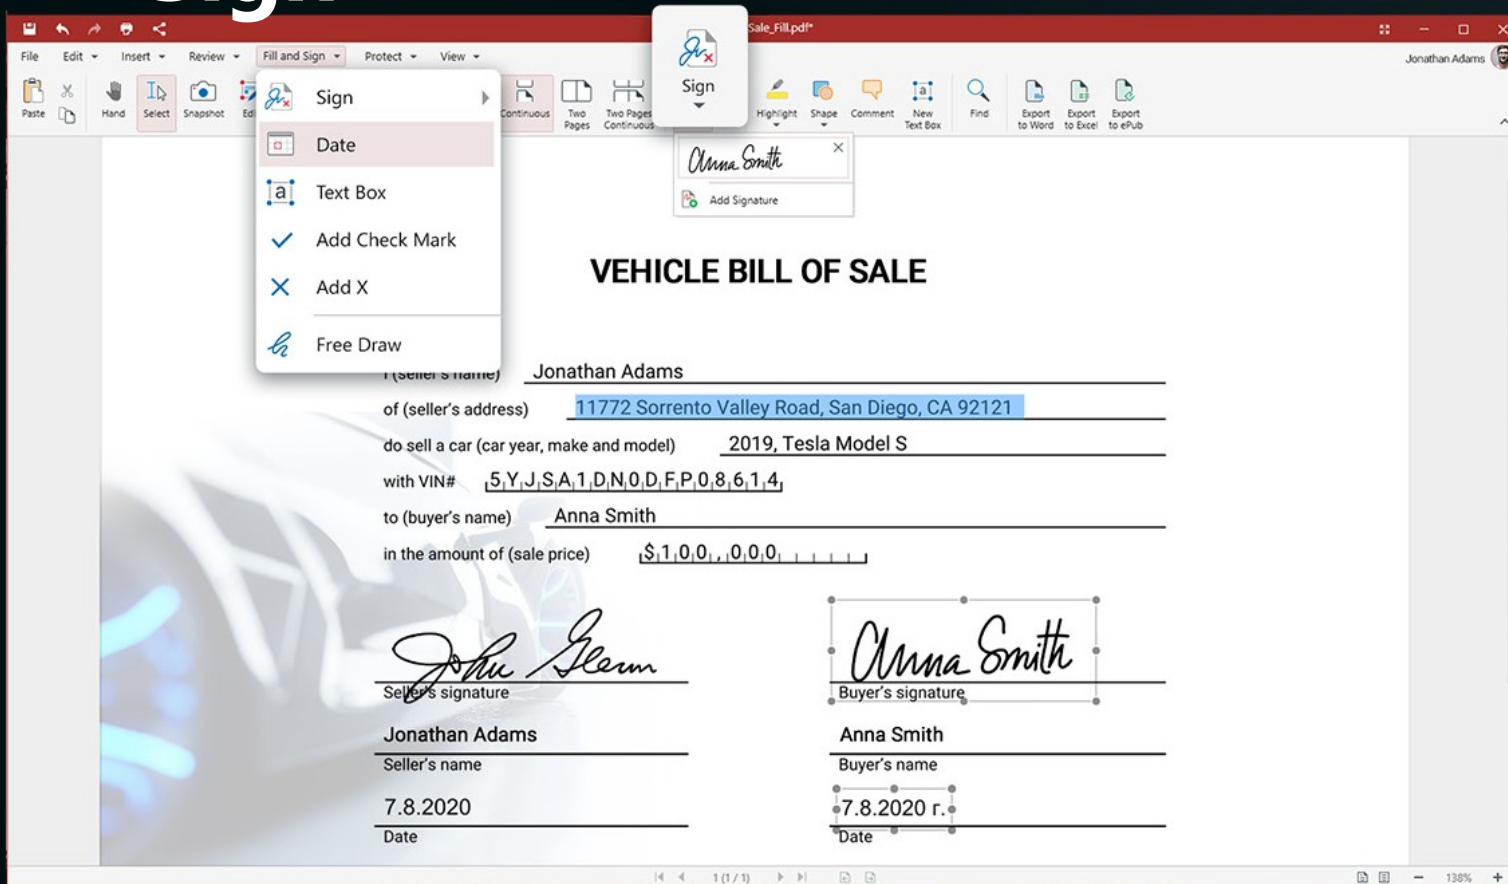 Sign
Sale_Fill.pdf*
File Edit Insert Review Fill and Sign Protect View
Jonathan Adams
Paste Hand Select Snapshot Continuous Two Pages Two Pages Continuous Sign Highlight Shape Comment New Text Box Find Export to Word Export to Excel Export to ePub
Sign
Date
Text Box
Add Check Mark
Add X
Free Draw
Anna Smith
Add Signature
VEHICLE BILL OF SALE
I (seller's name) Jonathan Adams
of (seller's address) 11772 Sorrento Valley Road, San Diego, CA 92121
do sell a car (car year, make and model) 2019, Tesla Model S
with VIN# 5YJSA1DN0DFP08614
to (buyer's name) Anna Smith
in the amount of (sale price) $100,000
John Glenn Anna Smith
Seller's signature Buyer's signature
Jonathan Adams Anna Smith
Seller's name Buyer's name
7.8.2020 7.8.2020 г.
Date Date
1 (1 / 1) 138%